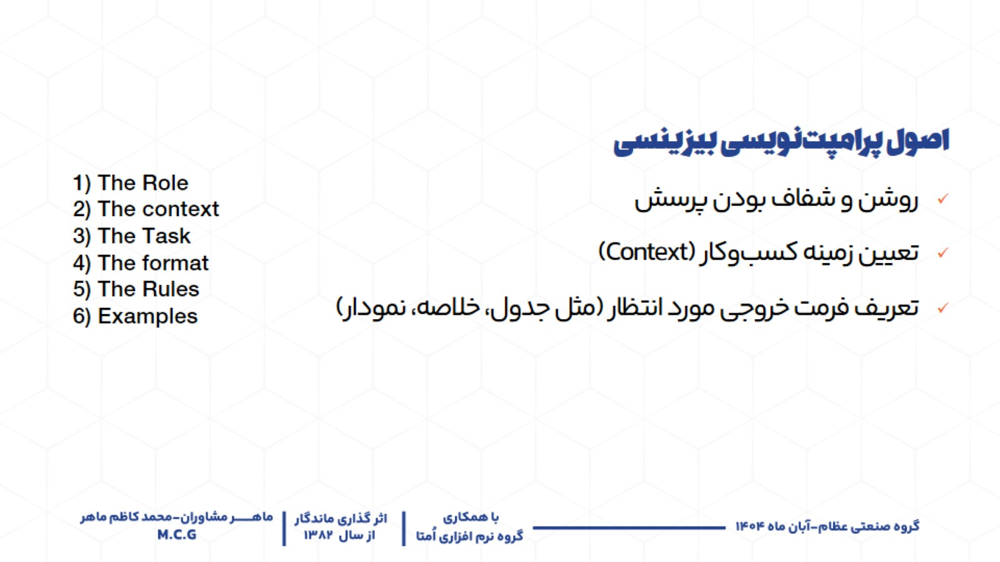 اصول پرامپت‌نویسی بیزینسی
✓ روشن و شفاف بودن پرسش
✓ تعیین زمینه کسب‌وکار (Context)
✓ تعریف فرمت خروجی مورد انتظار (مثل جدول، خلاصه، نمودار)
1) The Role
2) The context
3) The Task
4) The format
5) The Rules
6) Examples
گروه صنعتی عظام-آبان ماه ۱۴۰۴
با همکاری
گروه نرم افزاری اُمتا
اثر گذاری ماندگار
از سال ۱۳۸۲
ماهـــر مشاوران-محمد کاظم ماهر
M.C.G